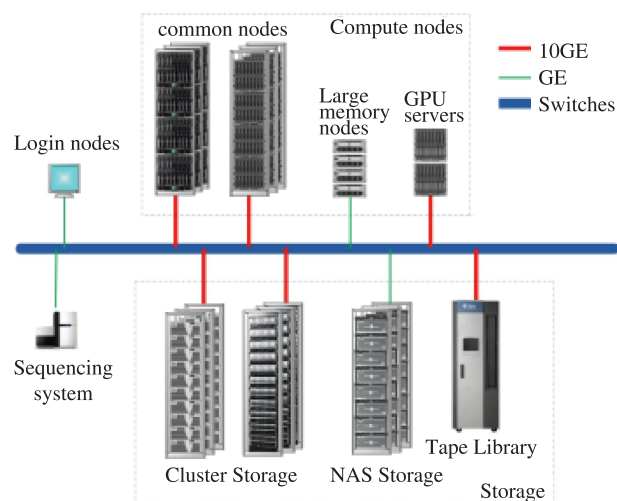 common nodes
Compute nodes
10GE
GE
Switches
Large
memory
nodes
GPU
servers
Login nodes
Sequencing
system
Cluster Storage
NAS Storage
Tape Library
Storage